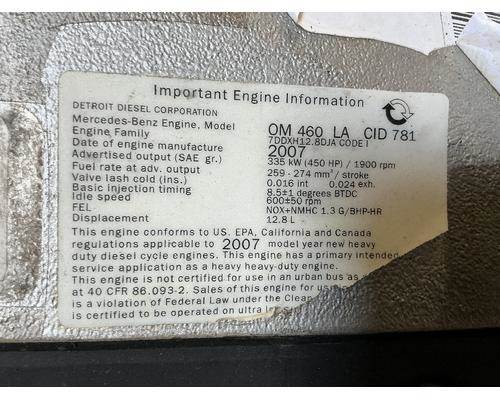 Important Engine Information
DETROIT DIESEL CORPORATION
Mercedes-Benz Engine, Model OM 460 LA CID 781
Engine Family 7DDXH12.8DJA CODE I
Date of engine manufacture 2007
Advertised output (SAE gr.) 335 kW (450 HP) / 1900 rpm
Fuel rate at adv. output 259 - 274 mm³/ stroke
Valve lash cold (ins.) 0.016 int 0.024 exh.
Basic injection timing 8.5±1 degrees BTDC
Idle speed 600±50 rpm
FEL NOX+NMHC 1.3 G/BHP-HR
Displacement 12.8 L
This engine conforms to US. EPA, California and Canada
regulations applicable to 2007 model year new heavy
duty diesel cycle engines. This engine has a primary inten
service application as a heavy heavy-duty engine.
This engine is not certified for use in an urban bus as
at 40 CFR 86.093-2. Sales of this engine for
is a violation of Federal Law under the Clean
is certified to be operated on ultra l